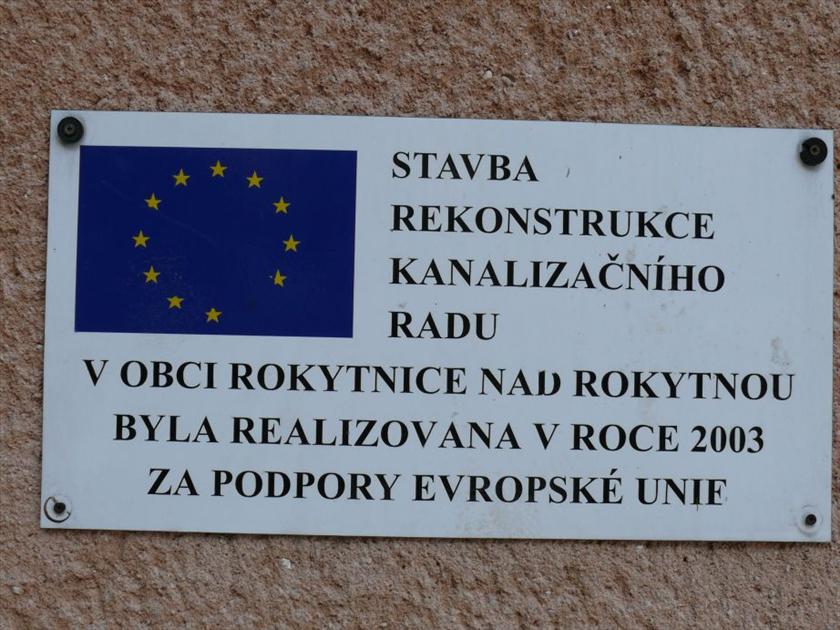 STAVBA
REKONSTRUKCE
KANALIZAČNÍHO
RADU
V OBCI ROKYTNICE NAD ROKYTNOU
BYLA REALIZOVANA V ROCE 2003
ZA PODPORY EVROPSKÉ UNIE